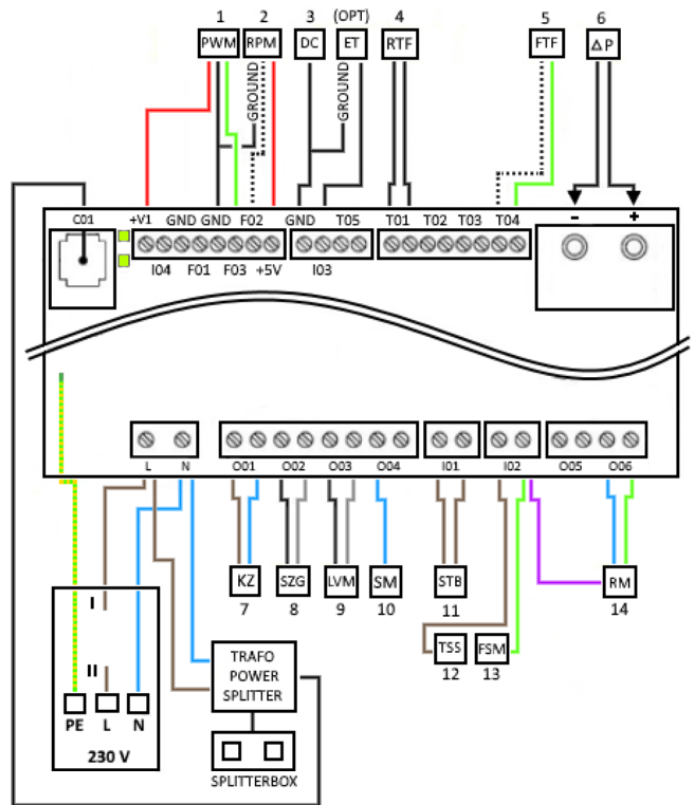 1 2 3 (OPT) 4 5 6
PWM RPM DC ET RTF FTF ΔP
GROUND GROUND
C01 +V1 GND GND F02 GND T05 T01 T02 T03 T04 - +
I04 F01 F03 +5V I03
L N O01 O02 O03 O04 I01 I02 O05 O06
KZ SZG LVM SM STB RM
7 8 9 10 11 14
I
TSS FSM
12 13
II
TRAFO
POWER
SPLITTER
PE L N
230 V
SPLITTERBOX